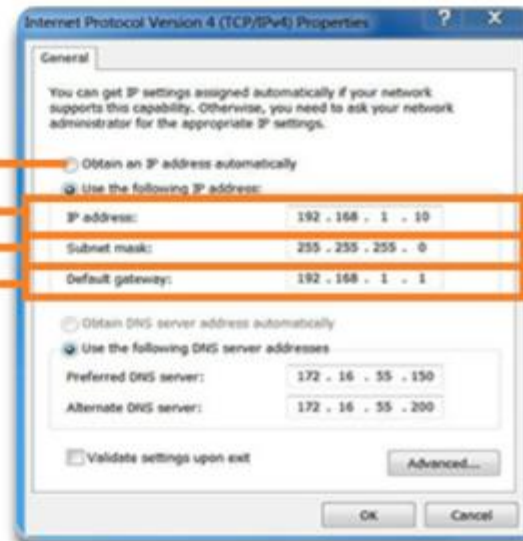 Internet Protocol Version 4 (TCP/IPv4) Properties
General
You can get IP settings assigned automatically if your network
supports this capability. Otherwise, you need to ask your network
administrator for the appropriate IP settings.
Obtain an IP address automatically
Use the following IP address:
IP address: 192 . 168 . 1 . 10
Subnet mask: 255 . 255 . 255 . 0
Default gateway: 192 . 168 . 1 . 1
Obtain DNS server address automatically
Use the following DNS server addresses
Preferred DNS server: 172 . 16 . 55 . 150
Alternate DNS server: 172 . 16 . 55 . 200
Validate settings upon exit
Advanced...
OK Cancel